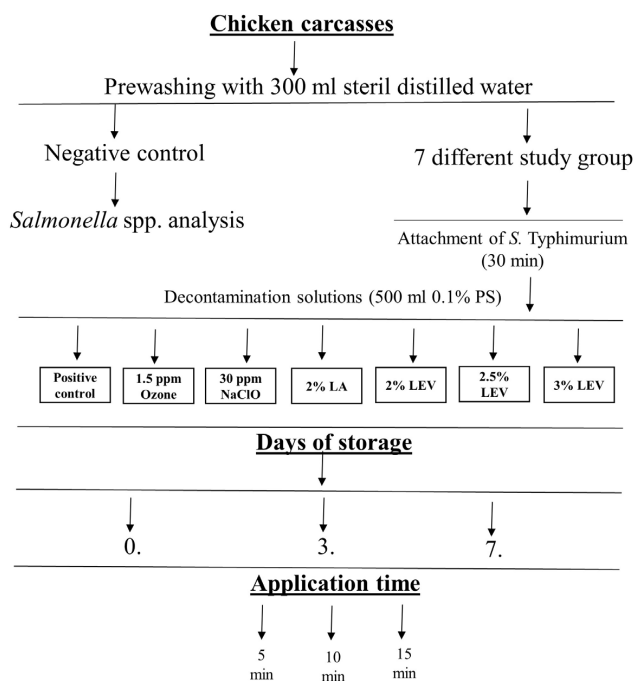 Chicken carcasses
Prewashing with 300 ml steril distilled water
Negative control
7 different study group
Salmonella spp. analysis
Attachment of S. Typhimurium
(30 min)
Decontamination solutions (500 ml 0.1% PS)
Positive
control
1.5 ppm
Ozone
30 ppm
NaClO
2% LA
2% LEV
2.5%
LEV
3% LEV
Days of storage
0.
3.
7.
Application time
5
min
10
min
15
min